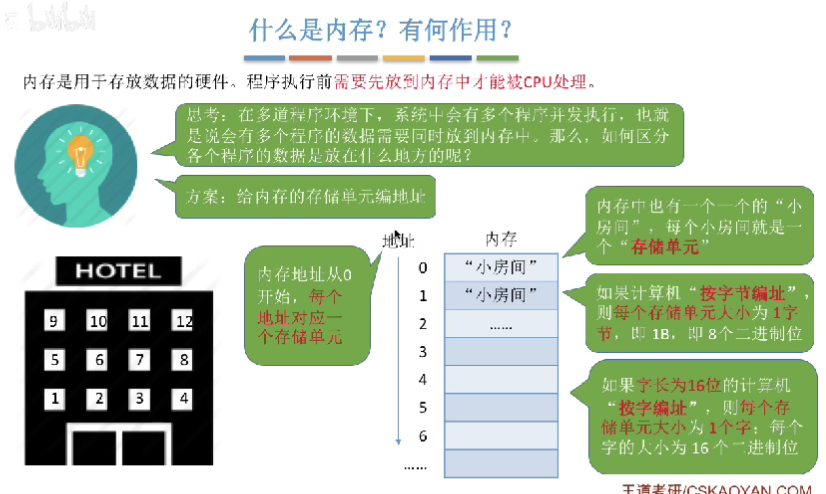 bilibili
什么是内存？有何作用？
内存是用于存放数据的硬件。程序执行前需要先放到内存中才能被CPU处理。
思考：在多道程序环境下，系统中会有多个程序并发执行，也就
是说会有多个程序的数据需要同时放到内存中。那么，如何区分
各个程序的数据是放在什么地方的呢？
方案：给内存的存储单元编地址
内存中也有一个一个的“小
房间”，每个小房间就是一
个“存储单元”
地址
内存
内存地址从0
开始，每个
地址对应一
个存储单元
0
“小房间”
1
“小房间”
2
……
3
4
5
6
……
如果计算机“按字节编址”，
则每个存储单元大小为 1字
节，即 1B，即 8个二进制位
如果字长为16位的计算机
“按字编址”，则每个存
储单元大小为 1个字；每个
字的大小为 16 个二进制位
HOTEL
9 10 11 12
5 6 7 8
1 2 3 4
王道考研/CSKAOYAN.COM